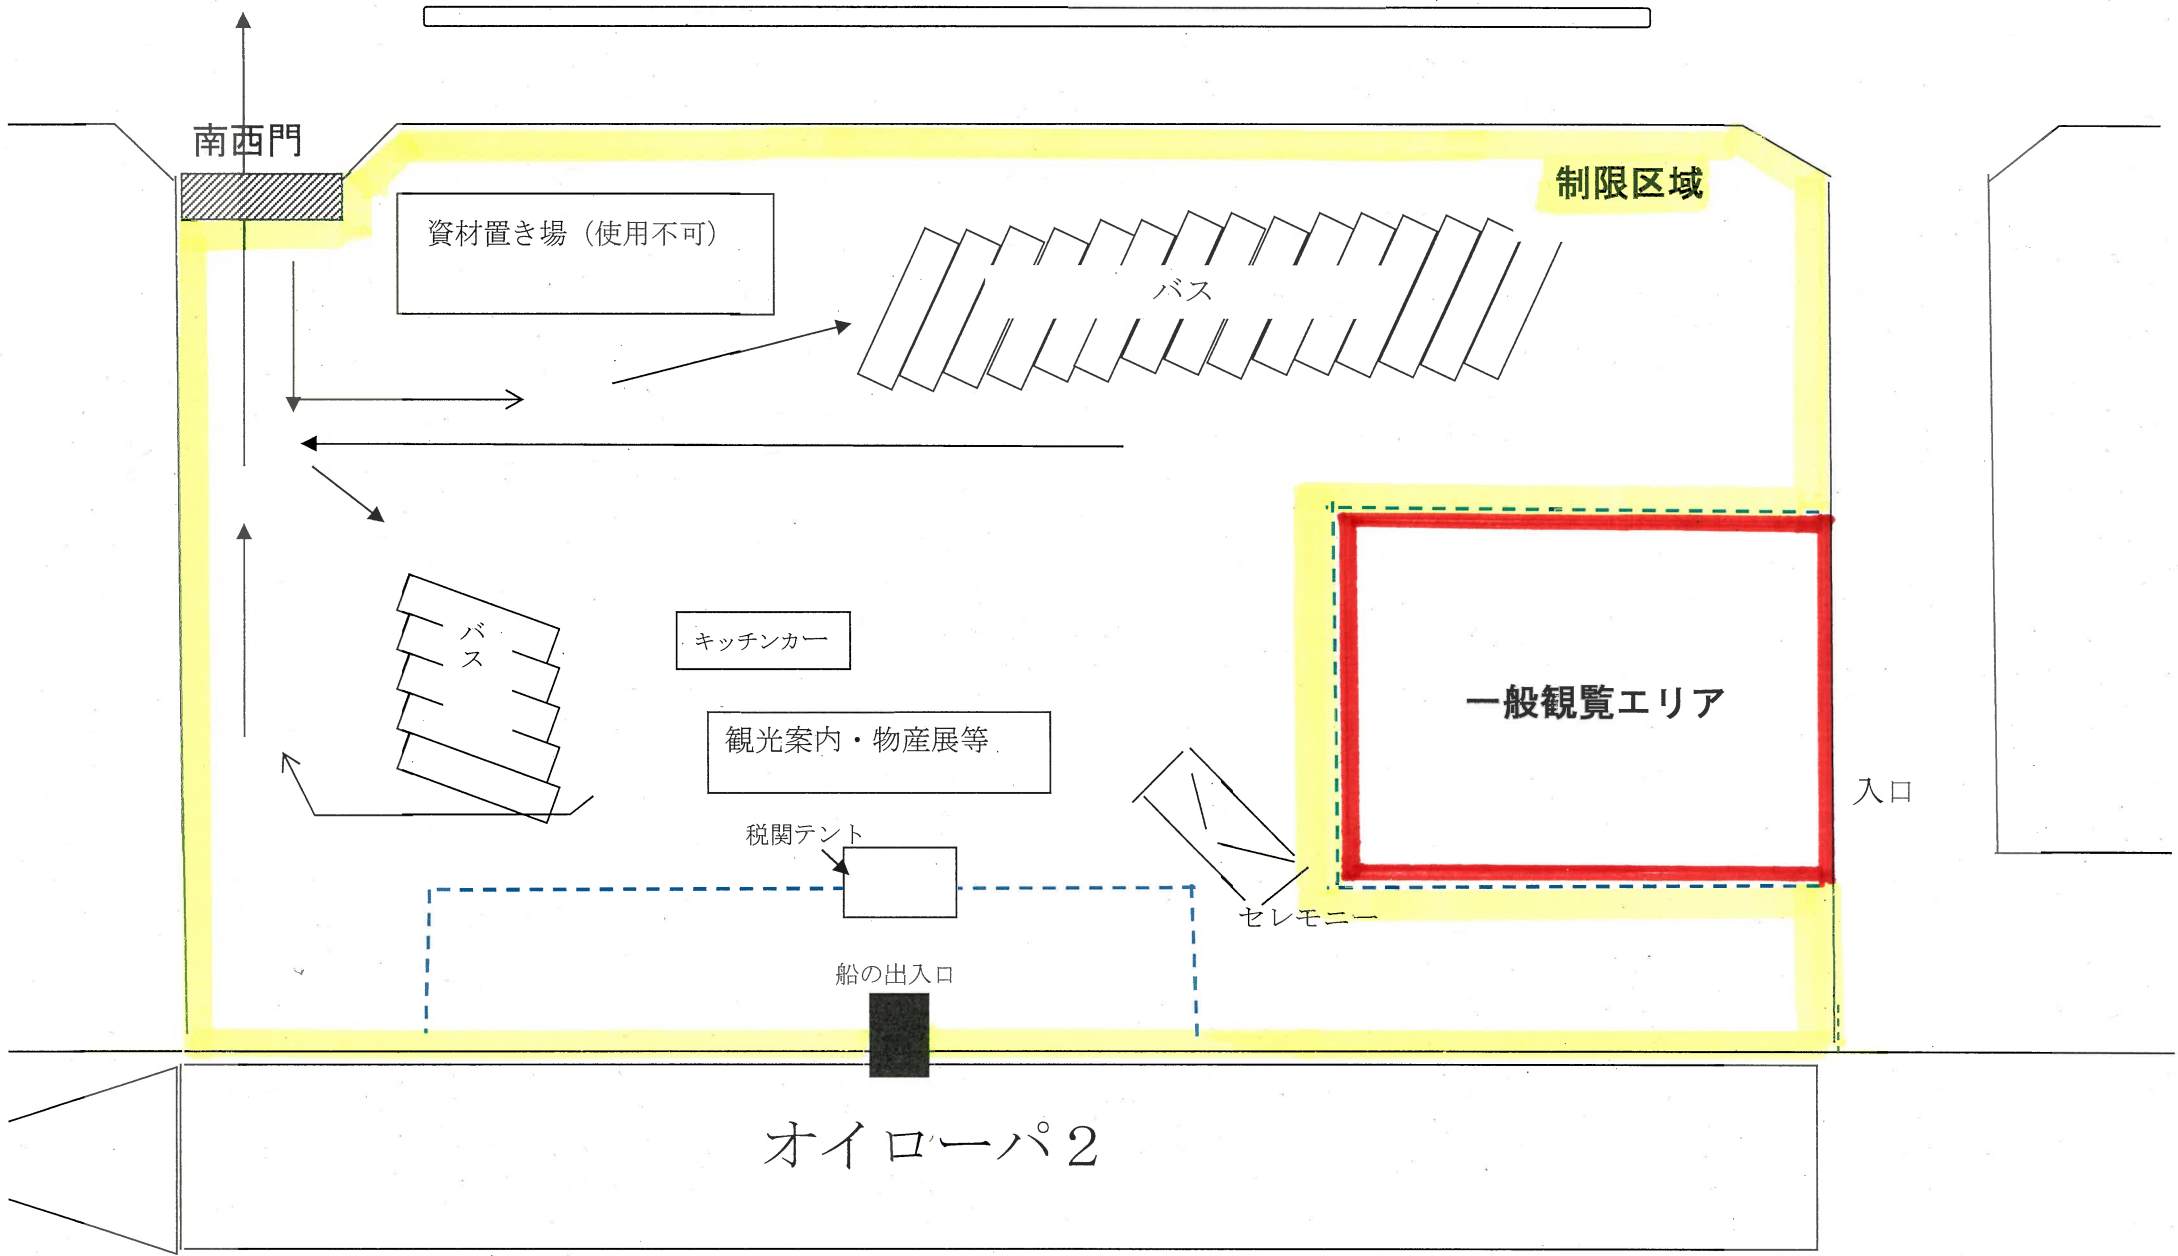 南西門
制限区域
資材置き場（使用不可）
バス
バス
キッチンカー
一般観覧エリア
観光案内・物産展等
入口
税関テント
セレモニー
船の出入口
オイローパ２